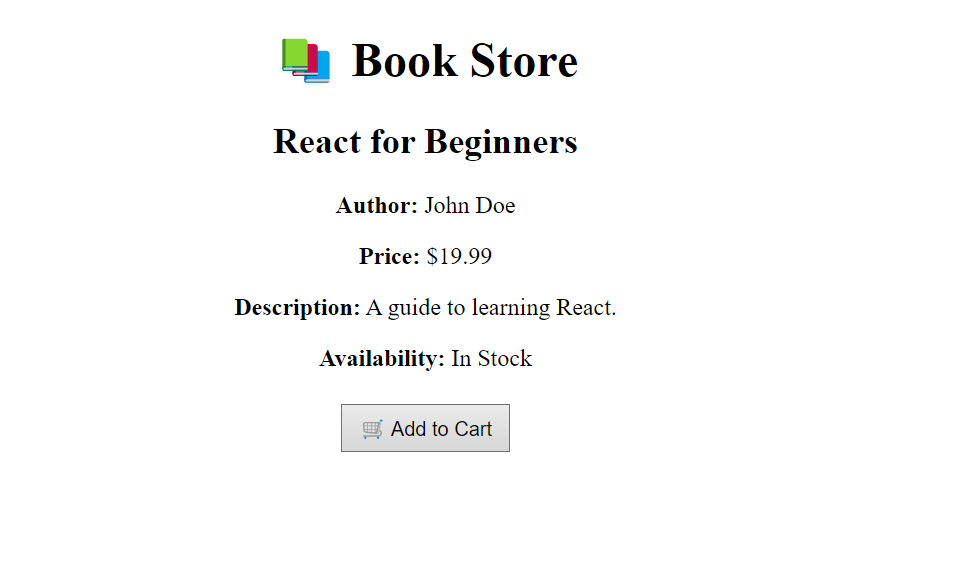 Book Store
React for Beginners
Author: John Doe
Price: $19.99
Description: A guide to learning React.
Availability: In Stock
Add to Cart